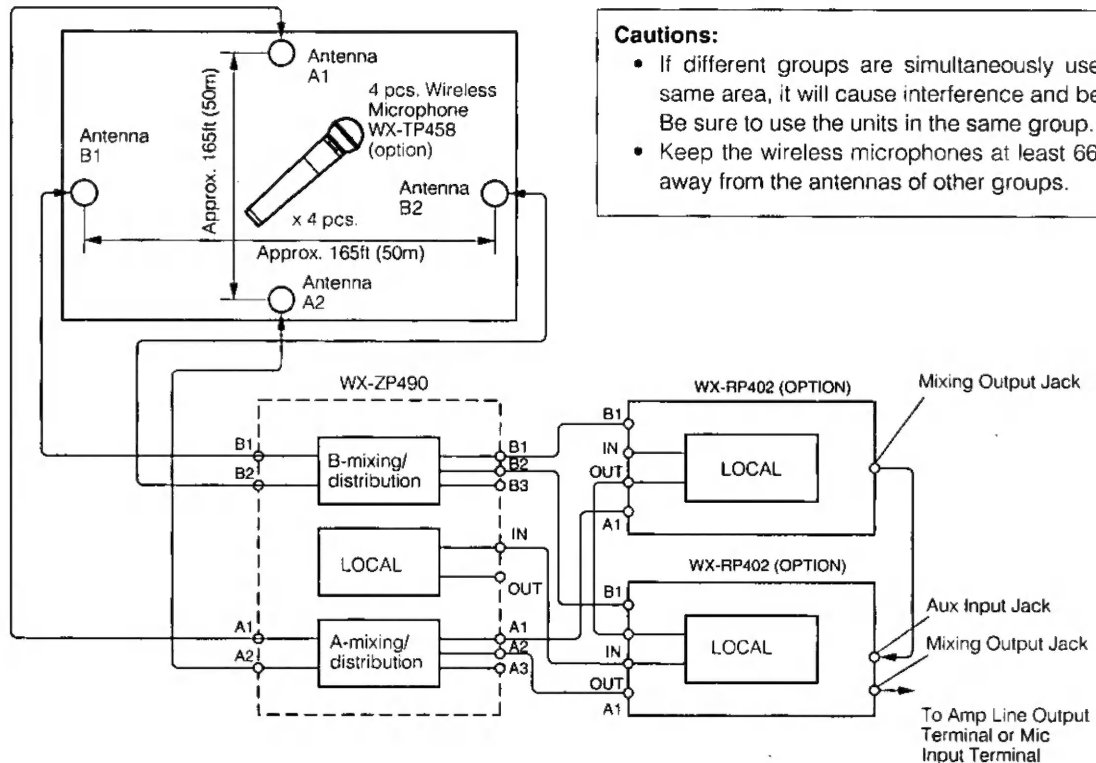 Antenna
A1
4 pcs. Wireless
Microphone
WX-TP458
(option)
Antenna
B1
Approx. 165ft (50m)
Antenna
B2
x 4 pcs.
Approx. 165ft (50m)
Antenna
A2
Cautions:
• If different groups are simultaneously use
same area, it will cause interference and be
Be sure to use the units in the same group.
• Keep the wireless microphones at least 66
away from the antennas of other groups.
WX-ZP490
B1
B2
B-mixing/
distribution
B1
B2
B3
LOCAL
IN
OUT
A1
A2
A-mixing/
distribution
A1
A2
A3
WX-RP402 (OPTION)
B1
IN
OUT
A1
LOCAL
Mixing Output Jack
WX-RP402 (OPTION)
B1
IN
OUT
A1
LOCAL
Aux Input Jack
Mixing Output Jack
To Amp Line Output
Terminal or Mic
Input Terminal